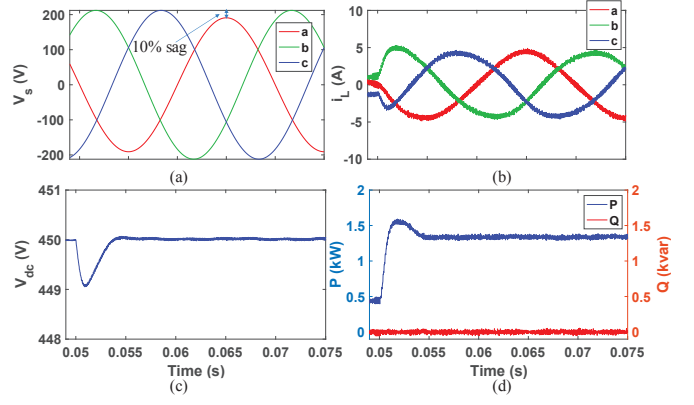 200
100
0
-100
-200
V_s (V)
10% sag
a
b
c
(a)
10
5
0
-5
-10
i_L (A)
a
b
c
(b)
451
450
449
448
V_dc (V)
0.05 0.055 0.06 0.065 0.07 0.075
Time (s)
(c)
2
1.5
1
0.5
0
P (kW)
P
Q
2
1.5
1
0.5
0
Q (kvar)
0.05 0.055 0.06 0.065 0.07 0.075
Time (s)
(d)